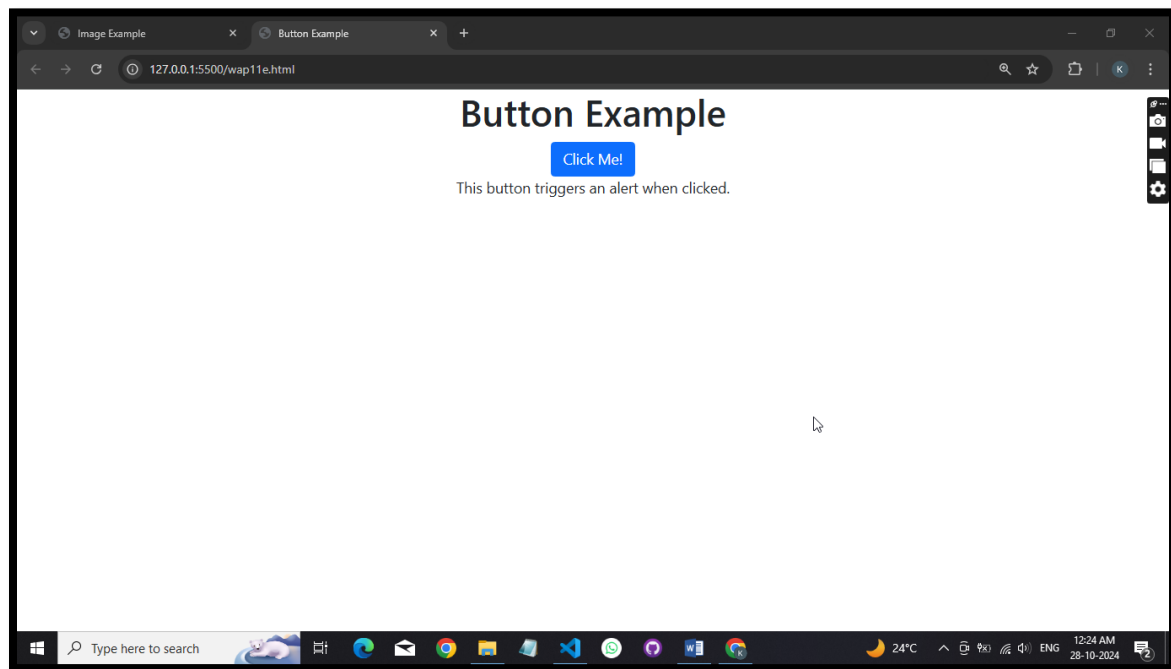 Image Example
Button Example
127.0.0.1:5500/wap11e.html
K
Button Example
Click Me!
This button triggers an alert when clicked.
Type here to search
24°C
ENG
12:24 AM
28-10-2024
2